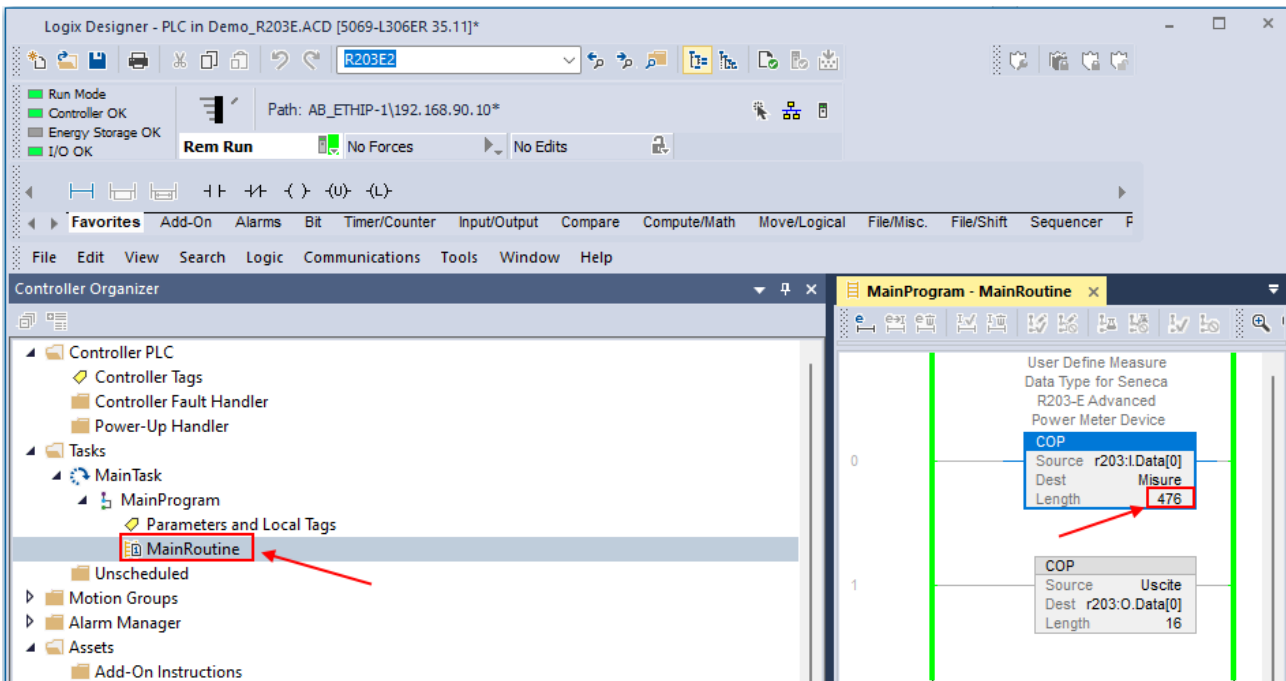 Logix Designer - PLC in Demo_R203E.ACD [5069-L306ER 35.11]*
R203E2
Run Mode
Controller OK
Energy Storage OK
I/O OK
Path: AB_ETHIP-1\192.168.90.10*
Rem Run No Forces No Edits
(U) (L)
Favorites Add-On Alarms Bit Timer/Counter Input/Output Compare Compute/Math Move/Logical File/Misc. File/Shift Sequencer
File Edit View Search Logic Communications Tools Window Help
Controller Organizer
Controller PLC
Controller Tags
Controller Fault Handler
Power-Up Handler
Tasks
MainTask
MainProgram
Parameters and Local Tags
MainRoutine
Unscheduled
Motion Groups
Alarm Manager
Assets
Add-On Instructions
MainProgram - MainRoutine
User Define Measure
Data Type for Seneca
R203-E Advanced
Power Meter Device
COP
0
Source r203:I.Data[0]
Dest Misure
Length 476
COP
1
Source Uscite
Dest r203:O.Data[0]
Length 16